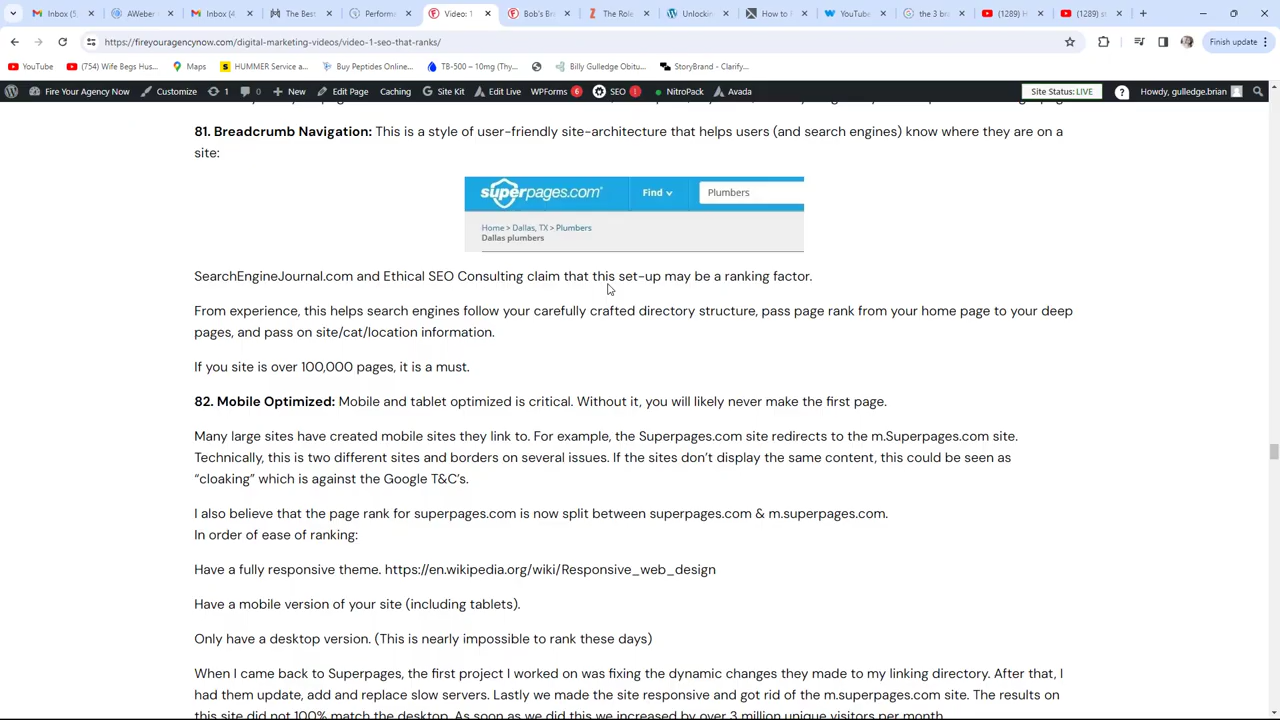 Inbox (5
AWeber
Inbox (4
The Best
Perform
Video: 1
Bob's Br
The Role
Unlockin
How to
YouTube
the 3 br
(1289) H
(1289) s
https://fireyouragencynow.com/digital-marketing-videos/video-1-seo-that-ranks/
Finish update
YouTube
(754) Wife Begs Hus...
Maps
HUMMER Service a...
Buy Peptides Online...
TB-500 – 10mg (Thy...
Billy Gulledge Obitu...
StoryBrand - Clarify...
Fire Your Agency Now
Customize
1
0
New
Edit Page
Caching
Site Kit
Edit Live
WPForms 6
SEO 1
NitroPack
Avada
Site Status: LIVE
Howdy, gulledge.brian
81. Breadcrumb Navigation: This is a style of user-friendly site-architecture that helps users (and search engines) know where they are on a
site:
superpages.com
Find
Plumbers
Home > Dallas, TX > Plumbers
Dallas plumbers
SearchEngineJournal.com and Ethical SEO Consulting claim that this set-up may be a ranking factor.
From experience, this helps search engines follow your carefully crafted directory structure, pass page rank from your home page to your deep
pages, and pass on site/cat/location information.
If you site is over 100,000 pages, it is a must.
82. Mobile Optimized: Mobile and tablet optimized is critical. Without it, you will likely never make the first page.
Many large sites have created mobile sites they link to. For example, the Superpages.com site redirects to the m.Superpages.com site.
Technically, this is two different sites and borders on several issues. If the sites don't display the same content, this could be seen as
“cloaking” which is against the Google T&C's.
I also believe that the page rank for superpages.com is now split between superpages.com & m.superpages.com.
In order of ease of ranking:
Have a fully responsive theme. https://en.wikipedia.org/wiki/Responsive_web_design
Have a mobile version of your site (including tablets).
Only have a desktop version. (This is nearly impossible to rank these days)
When I came back to Superpages, the first project I worked on was fixing the dynamic changes they made to my linking directory. After that, I
had them update, add and replace slow servers. Lastly we made the site responsive and got rid of the m.superpages.com site. The results on
this site did not 100% match the desktop. As soon as we did this we increased by over 3 million unique visitors per month.